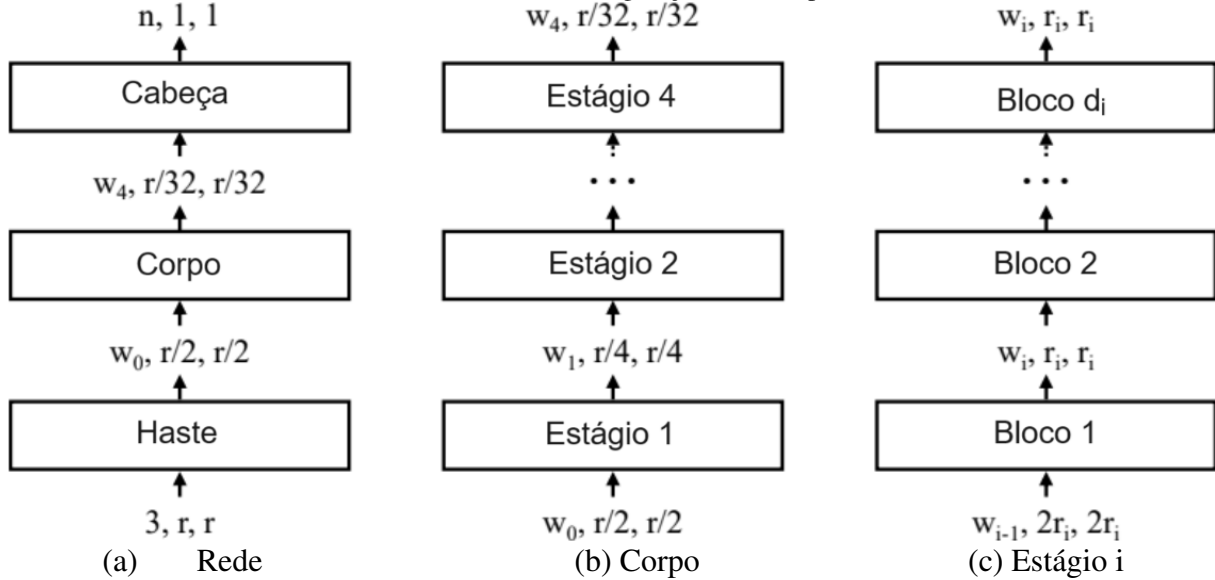 n, 1, 1
Cabeça
w4, r/32, r/32
Corpo
w0, r/2, r/2
Haste
3, r, r
(a) Rede
w4, r/32, r/32
Estágio 4
...
Estágio 2
w1, r/4, r/4
Estágio 1
w0, r/2, r/2
(b) Corpo
wi, ri, ri
Bloco di
...
Bloco 2
wi, ri, ri
Bloco 1
wi-1, 2ri, 2ri
(c) Estágio i